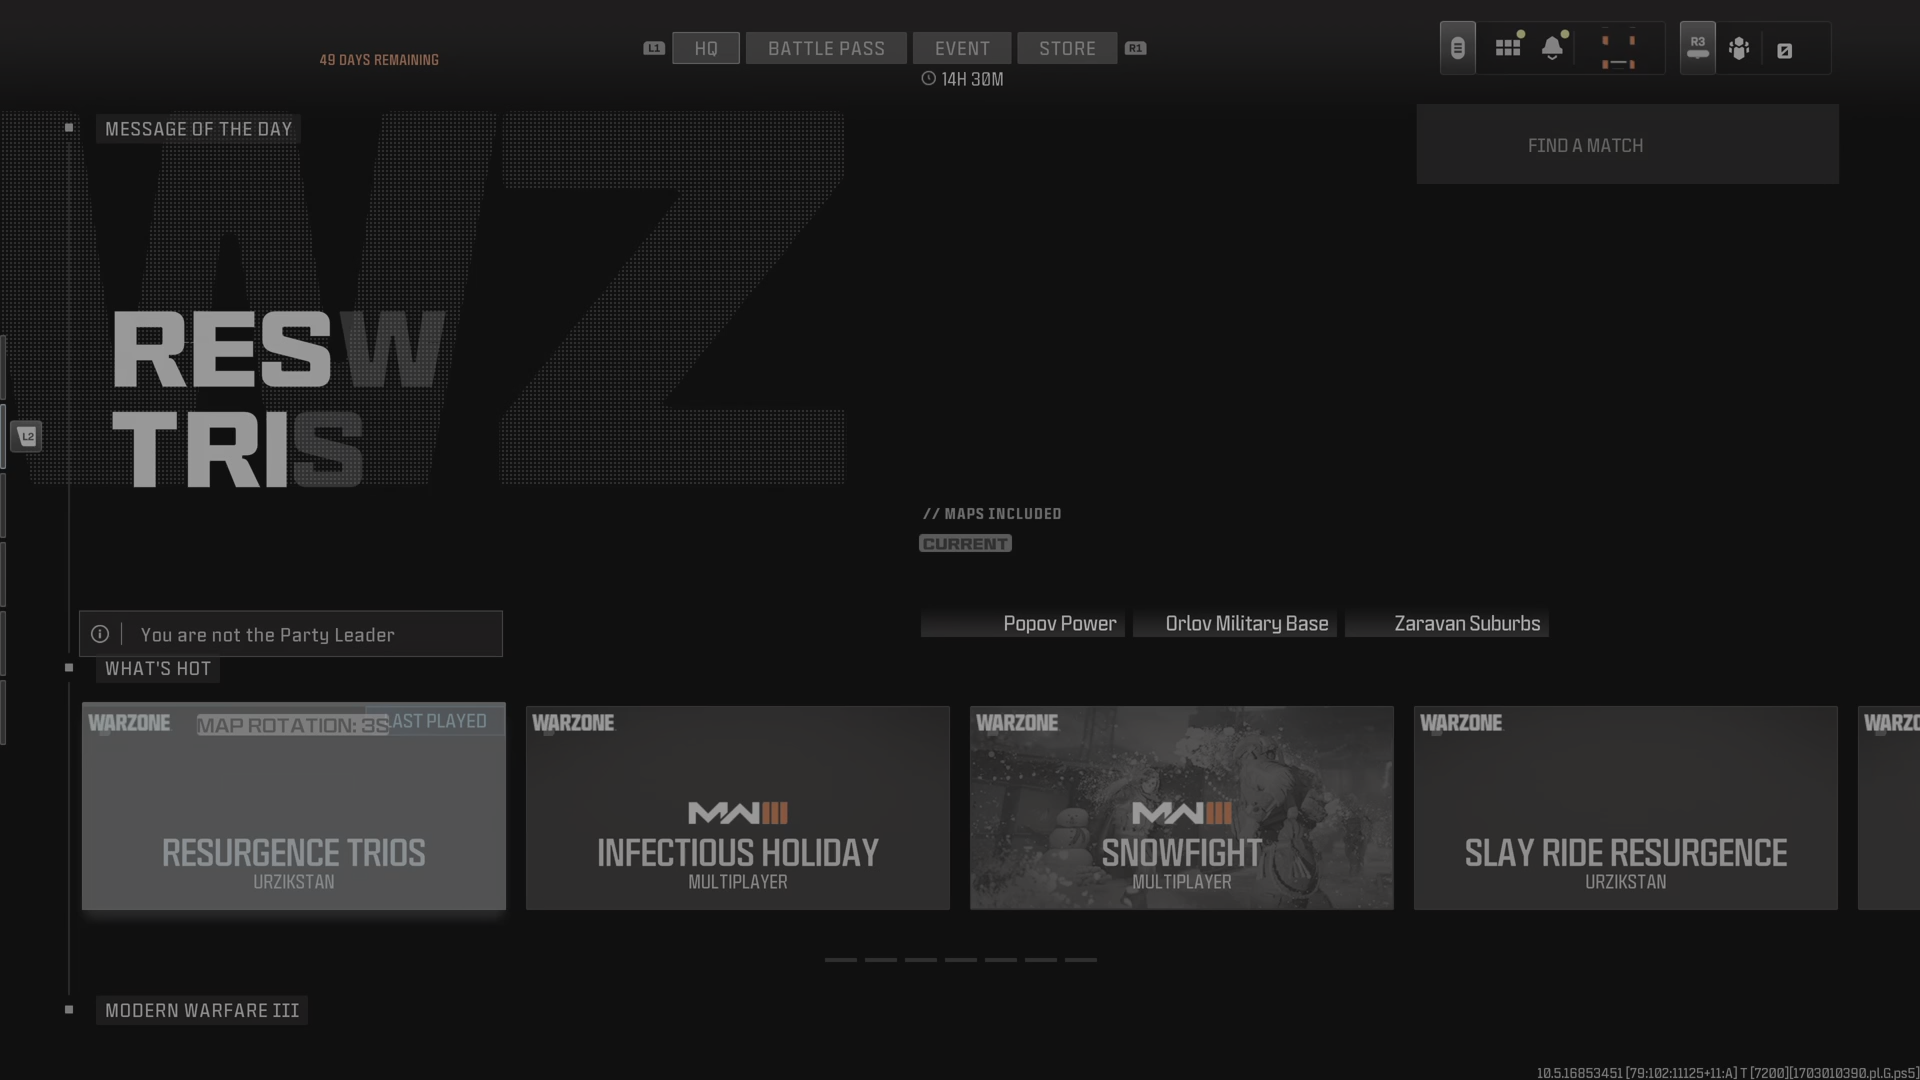 49 DAYS REMAINING
L1 HQ BATTLE PASS EVENT STORE R1
14H 30M
R3
0
MESSAGE OF THE DAY
FIND A MATCH
WZ
RESW
TRIS
L2
// MAPS INCLUDED
CURRENT
Popov Power Orlov Military Base Zaravan Suburbs
You are not the Party Leader
WHAT'S HOT
WARZONE MAP ROTATION: 3S LAST PLAYED
RESURGENCE TRIOS
URZIKSTAN
WARZONE
MWIII
INFECTIOUS HOLIDAY
MULTIPLAYER
WARZONE
MWIII
SNOWFIGHT
MULTIPLAYER
WARZONE
SLAY RIDE RESURGENCE
URZIKSTAN
WARZO
MODERN WARFARE III
10.5.16853451 [79:102:11125+11:A] T [7200][1703010390.pl.G.ps5]